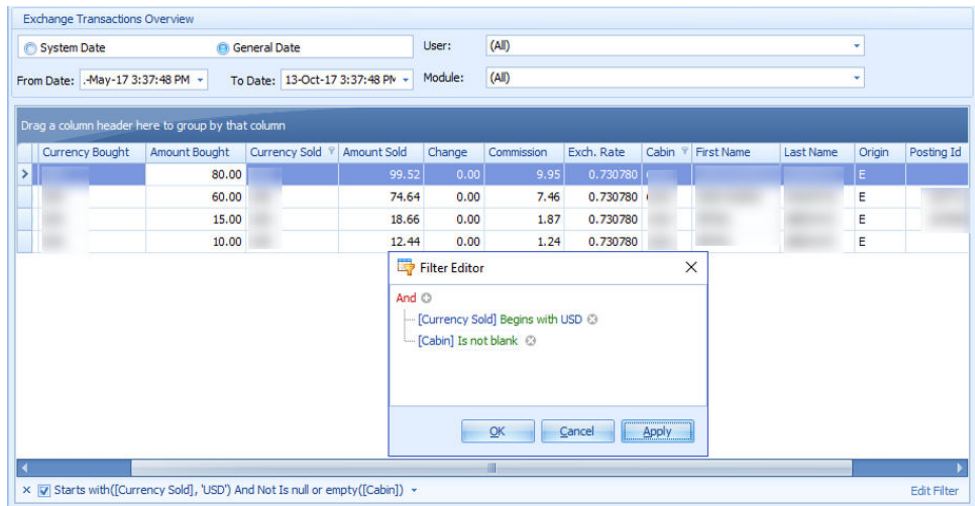 Exchange Transactions Overview
System Date General Date User: (All)
From Date: .-May-17 3:37:48 PM To Date: 13-Oct-17 3:37:48 PM Module: (All)
Drag a column header here to group by that column
Currency Bought Amount Bought Currency Sold Amount Sold Change Commission Exch. Rate Cabin First Name Last Name Origin Posting Id
80.00 99.52 0.00 9.95 0.730780 E
60.00 74.64 0.00 7.46 0.730780 E
15.00 18.66 0.00 1.87 0.730780 E
10.00 12.44 0.00 1.24 0.730780 E
Filter Editor
And
[Currency Sold] Begins with USD
[Cabin] Is not blank
OK Cancel Apply
Starts with([Currency Sold], 'USD') And Not Is null or empty([Cabin]) Edit Filter